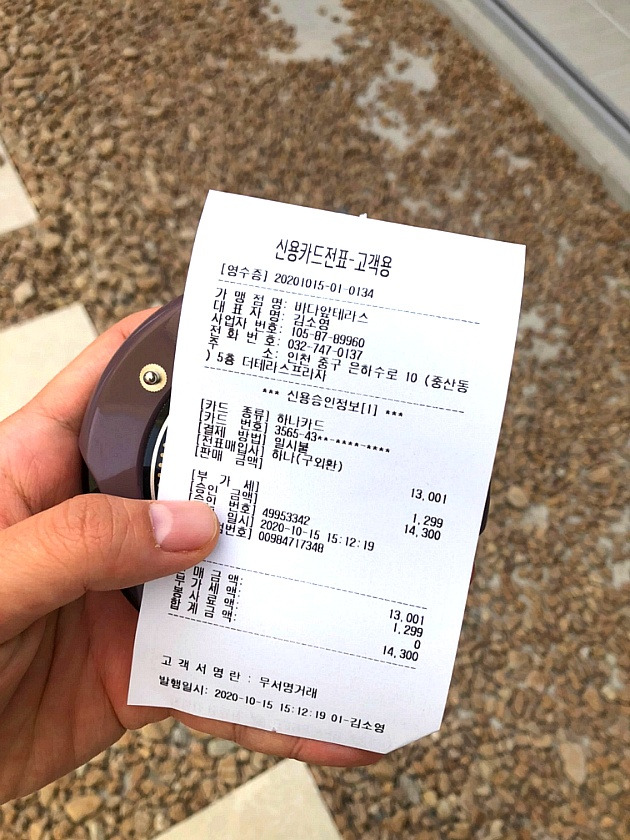 신용카드전표-고객용
[영수증] 20201015-01-0134
가 맹 점 명: 바다앞테라스
대 표 자 명: 김소영
사업자 번호: 105-87-89960
전 화 번 호: 032-747-0137
주 소: 인천 중구 은하수로 10 (중산동
) 5층 더테라스프라자
*** 신용승인정보[1] ***
[카드 종류] 하나카드
[카드 번호] 3565-43**-****-****
[결제 방법] 일시불
[전표매입사] 하나(구외환)
[판매 금액] 13,001
[부 가 세] 1,299
[승인 금액] 14,300
[승인 번호] 49953342
일시] 2020-10-15 15:12:19
번호] 00984717348
매 금 액: 13,001
부 가 세 액: 1,299
봉 사 료 액: 0
합 계 금 액: 14,300
고 객 서 명 란 : 무서명거래
발행일시: 2020-10-15 15:12:19 01-김소영